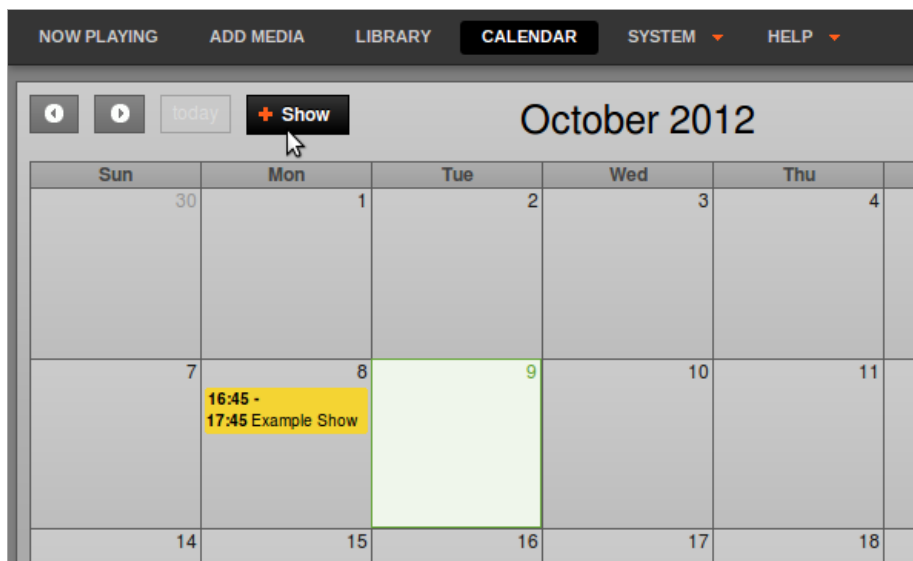 NOW PLAYING ADD MEDIA LIBRARY CALENDAR SYSTEM HELP
today + Show October 2012
Sun Mon Tue Wed Thu
30 1 2 3 4
7 8 9 10 11
16:45 -
17:45 Example Show
14 15 16 17 18